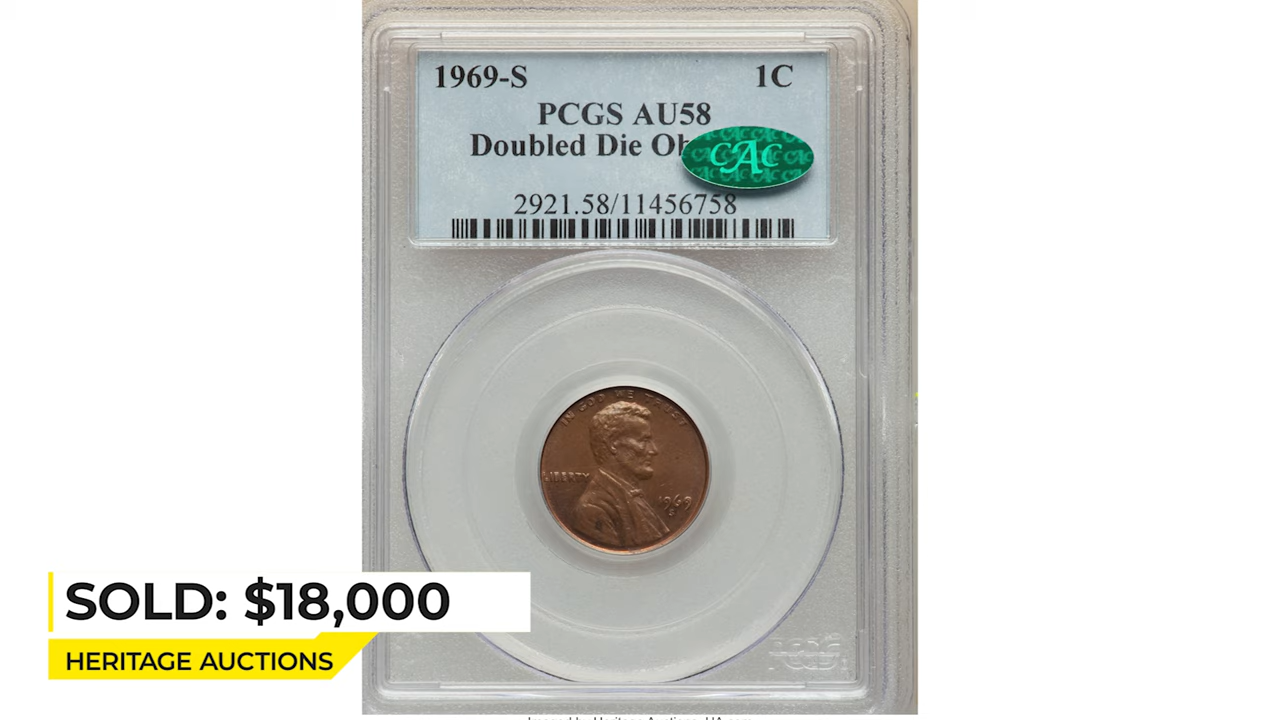 1969-S 1C
PCGS AU58
Doubled Die Ob
CAC
2921.58/11456758
IN GOD WE TRUST
LIBERTY
1969
S
SOLD: $18,000
HERITAGE AUCTIONS
PCGS